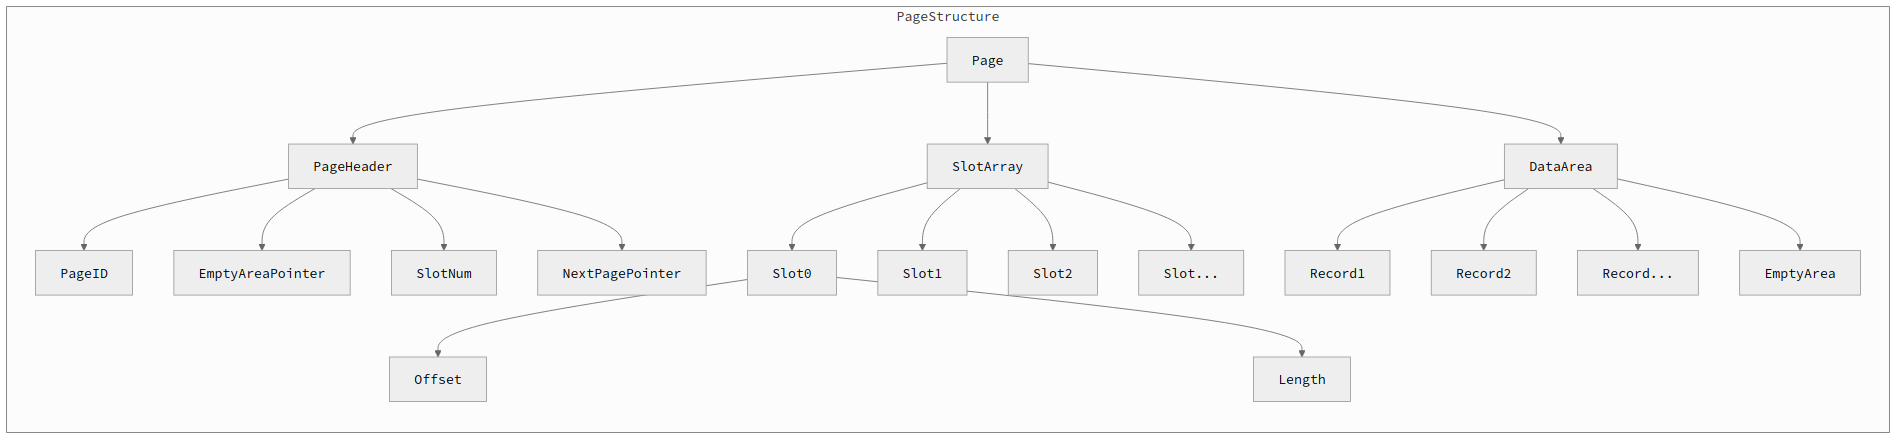 PageStructure
Page
PageHeader
SlotArray
DataArea
PageID
EmptyAreaPointer
SlotNum
NextPagePointer
Slot0
Slot1
Slot2
Slot...
Record1
Record2
Record...
EmptyArea
Offset
Length